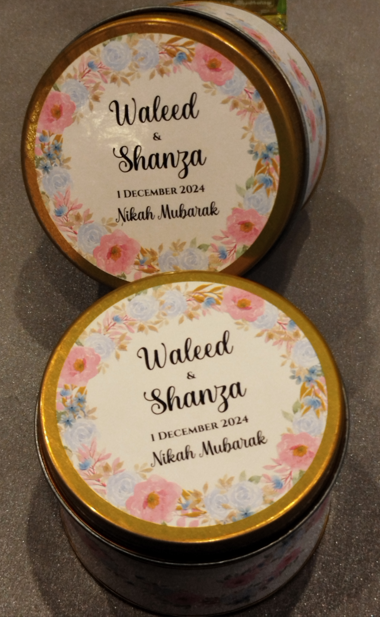 Waleed
&
Shanza
1 December 2024
Nikah Mubarak
Waleed
&
Shanza
1 December 2024
Nikah Mubarak